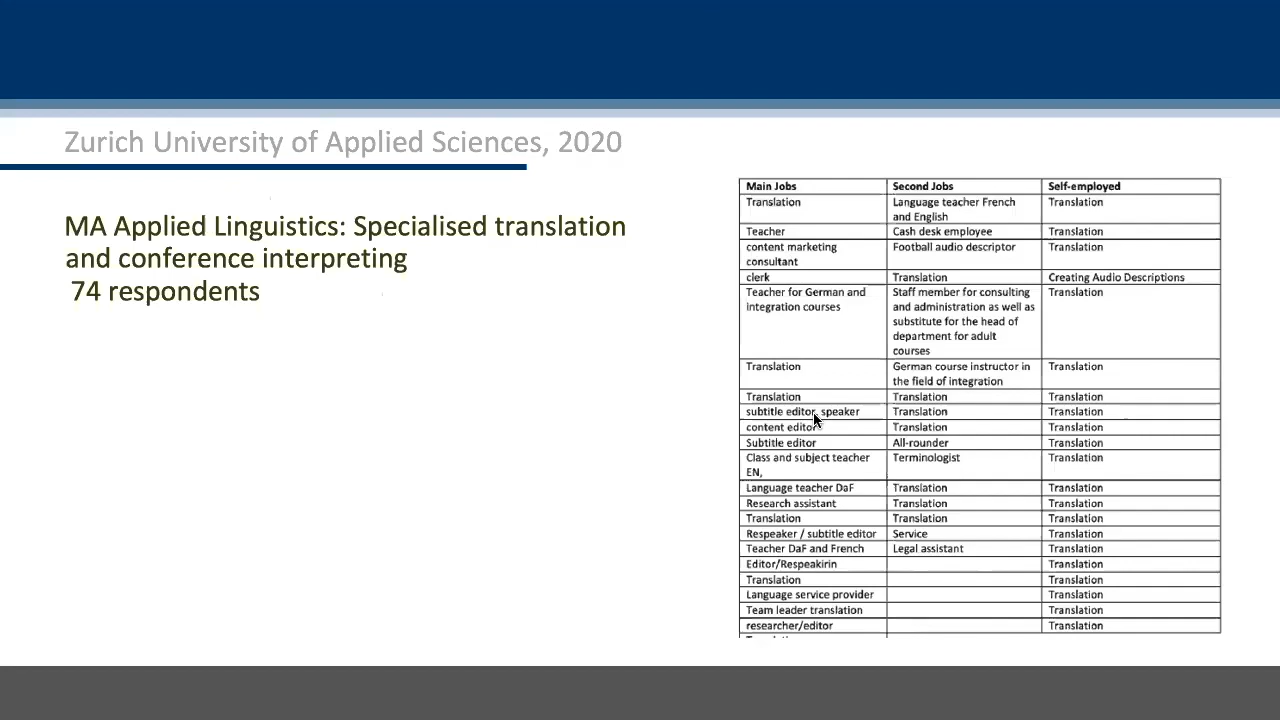 Zurich University of Applied Sciences, 2020
MA Applied Linguistics: Specialised translation
and conference interpreting
74 respondents
Main Jobs Second Jobs Self-employed
Translation Language teacher French Translation
and English
Teacher Cash desk employee Translation
content marketing Football audio descriptor Translation
consultant
clerk Translation Creating Audio Descriptions
Teacher for German and Staff member for consulting Translation
integration courses and administration as well as
substitute for the head of
department for adult
courses
Translation German course instructor in Translation
the field of integration
Translation Translation Translation
subtitle editor, speaker Translation Translation
content editor Translation Translation
Subtitle editor All-rounder Translation
Class and subject teacher Terminologist Translation
EN,
Language teacher DaF Translation Translation
Research assistant Translation Translation
Translation Translation Translation
Respeaker / subtitle editor Service Translation
Teacher DaF and French Legal assistant Translation
Editor/Respeakirin Translation
Translation Translation
Language service provider Translation
Team leader translation Translation
researcher/editor Translation